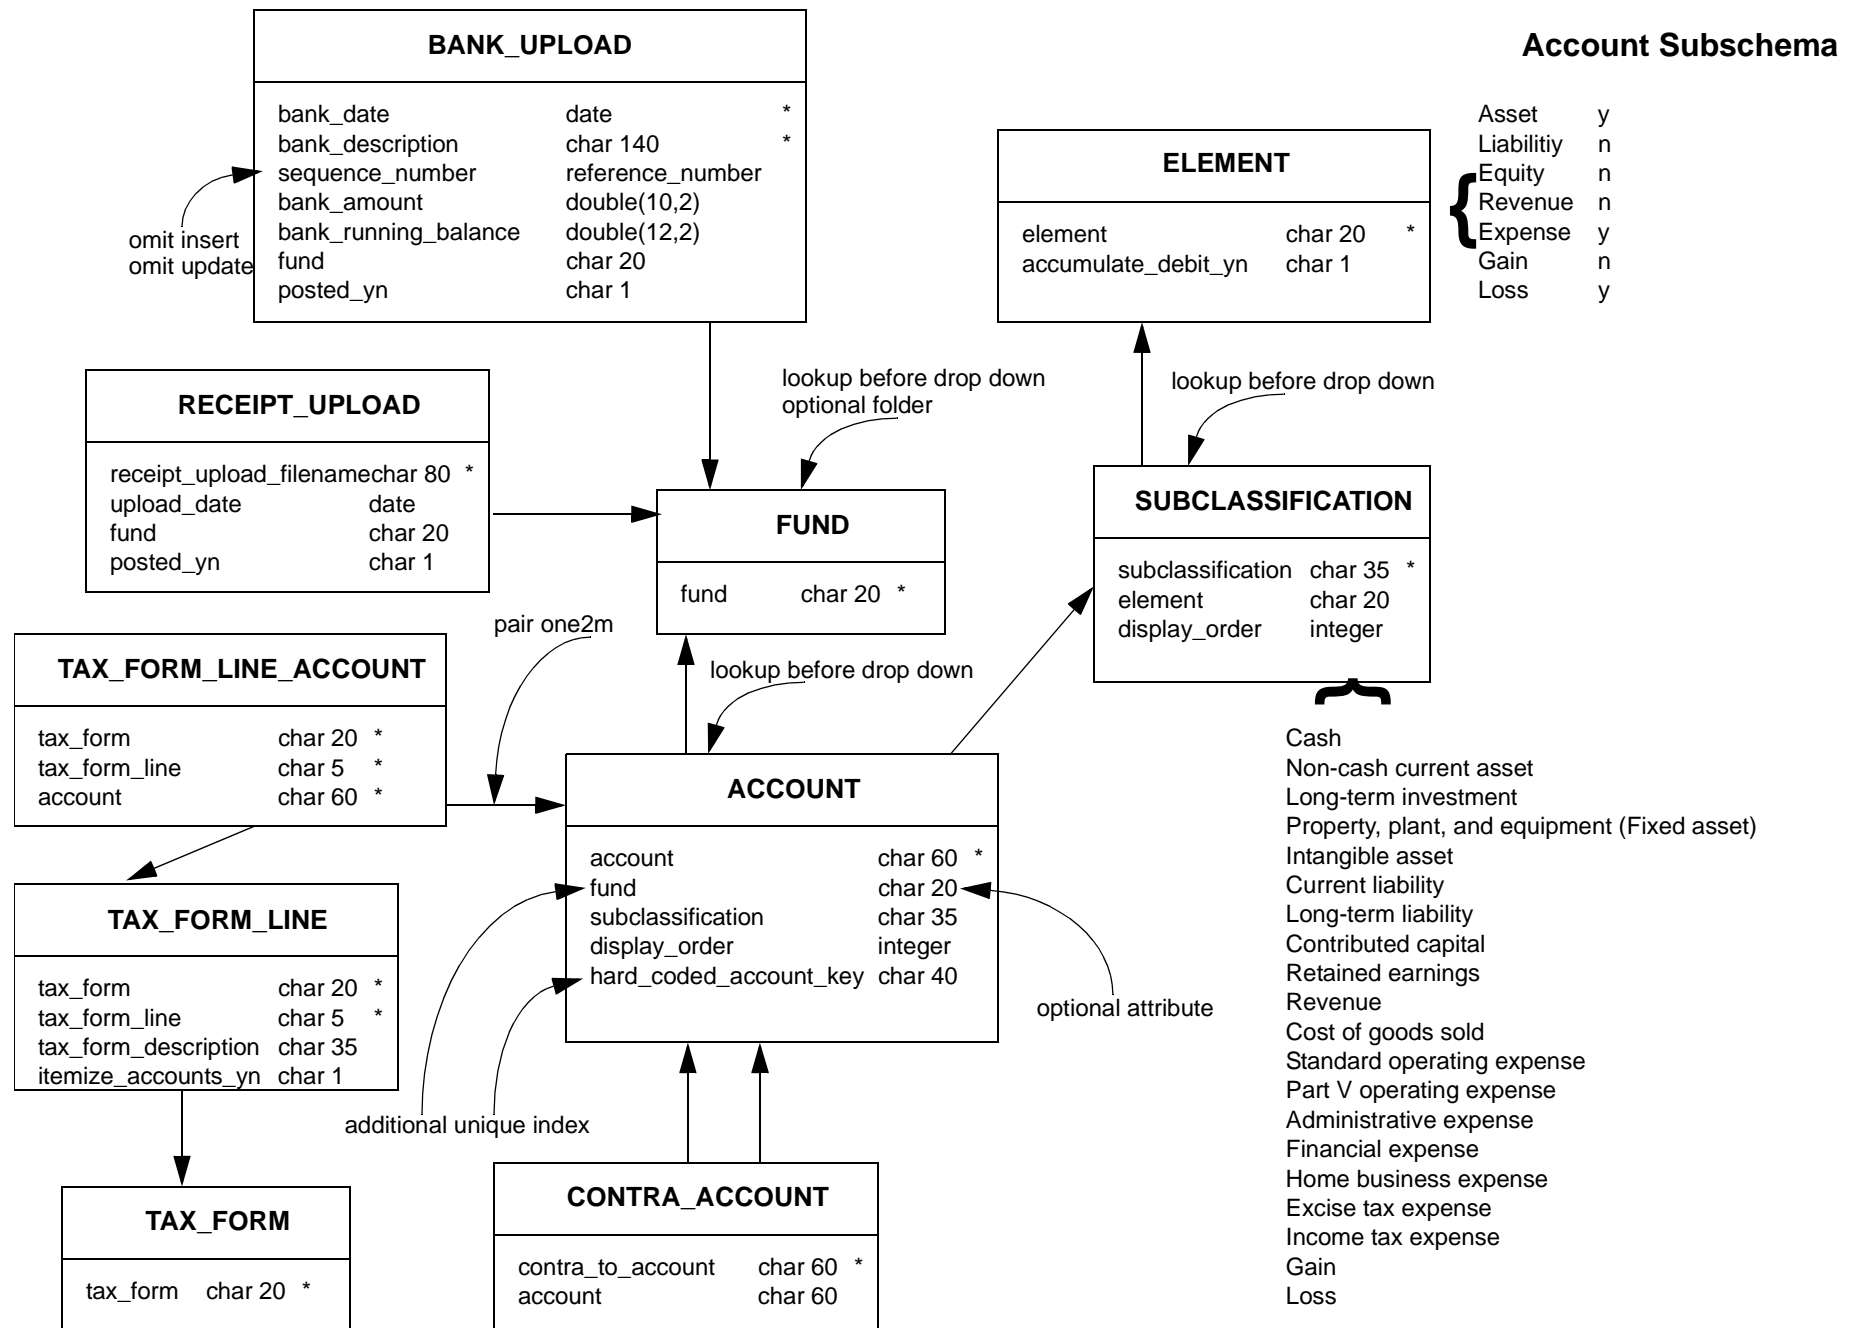 Account Subschema
BANK_UPLOAD
bank_date date *
bank_description char 140 *
sequence_number reference_number
bank_amount double(10,2)
bank_running_balance double(12,2)
fund char 20
posted_yn char 1
omit insert
omit update
ELEMENT
element char 20 *
accumulate_debit_yn char 1
{
Asset y
Liabilitiy n
Equity n
Revenue n
Expense y
Gain n
Loss y
RECEIPT_UPLOAD
receipt_upload_filenamechar 80 *
upload_date date
fund char 20
posted_yn char 1
lookup before drop down
optional folder
lookup before drop down
FUND
fund char 20 *
SUBCLASSIFICATION
subclassification char 35 *
element char 20
display_order integer
{
Cash
Non-cash current asset
Long-term investment
Property, plant, and equipment (Fixed asset)
Intangible asset
Current liability
Long-term liability
Contributed capital
Retained earnings
Revenue
Cost of goods sold
Standard operating expense
Part V operating expense
Administrative expense
Financial expense
Home business expense
Excise tax expense
Income tax expense
Gain
Loss
pair one2m
lookup before drop down
TAX_FORM_LINE_ACCOUNT
tax_form char 20 *
tax_form_line char 5 *
account char 60 *
ACCOUNT
account char 60 *
fund char 20
subclassification char 35
display_order integer
hard_coded_account_key char 40
optional attribute
additional unique index
TAX_FORM_LINE
tax_form char 20 *
tax_form_line char 5 *
tax_form_description char 35
itemize_accounts_yn char 1
TAX_FORM
tax_form char 20 *
CONTRA_ACCOUNT
contra_to_account char 60 *
account char 60